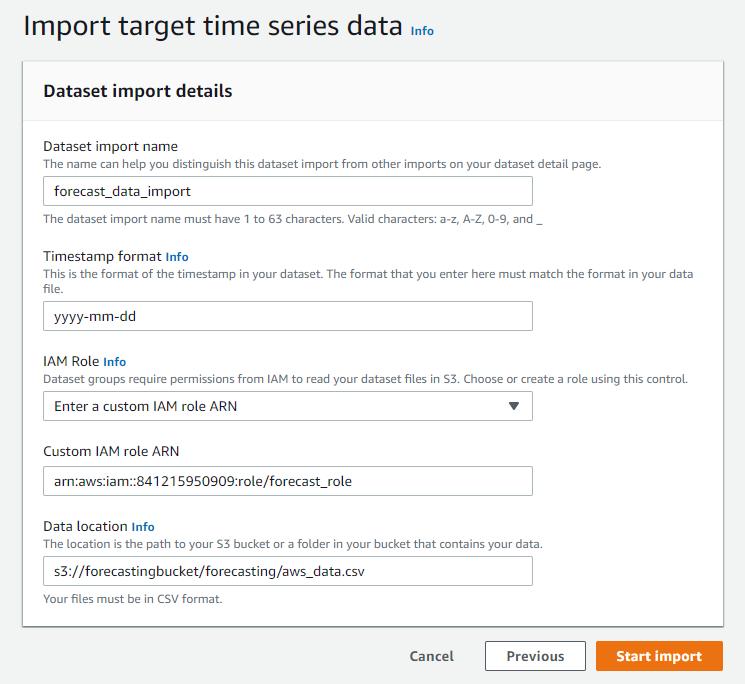 Import target time series data Info
Dataset import details
Dataset import name
The name can help you distinguish this dataset import from other imports on your dataset detail page.
forecast_data_import
The dataset import name must have 1 to 63 characters. Valid characters: a-z, A-Z, 0-9, and _
Timestamp format Info
This is the format of the timestamp in your dataset. The format that you enter here must match the format in your data
file.
yyyy-mm-dd
IAM Role Info
Dataset groups require permissions from IAM to read your dataset files in S3. Choose or create a role using this control.
Enter a custom IAM role ARN
Custom IAM role ARN
arn:aws:iam::841215950909:role/forecast_role
Data location Info
The location is the path to your S3 bucket or a folder in your bucket that contains your data.
s3://forecastingbucket/forecasting/aws_data.csv
Your files must be in CSV format.
Cancel Previous Start import